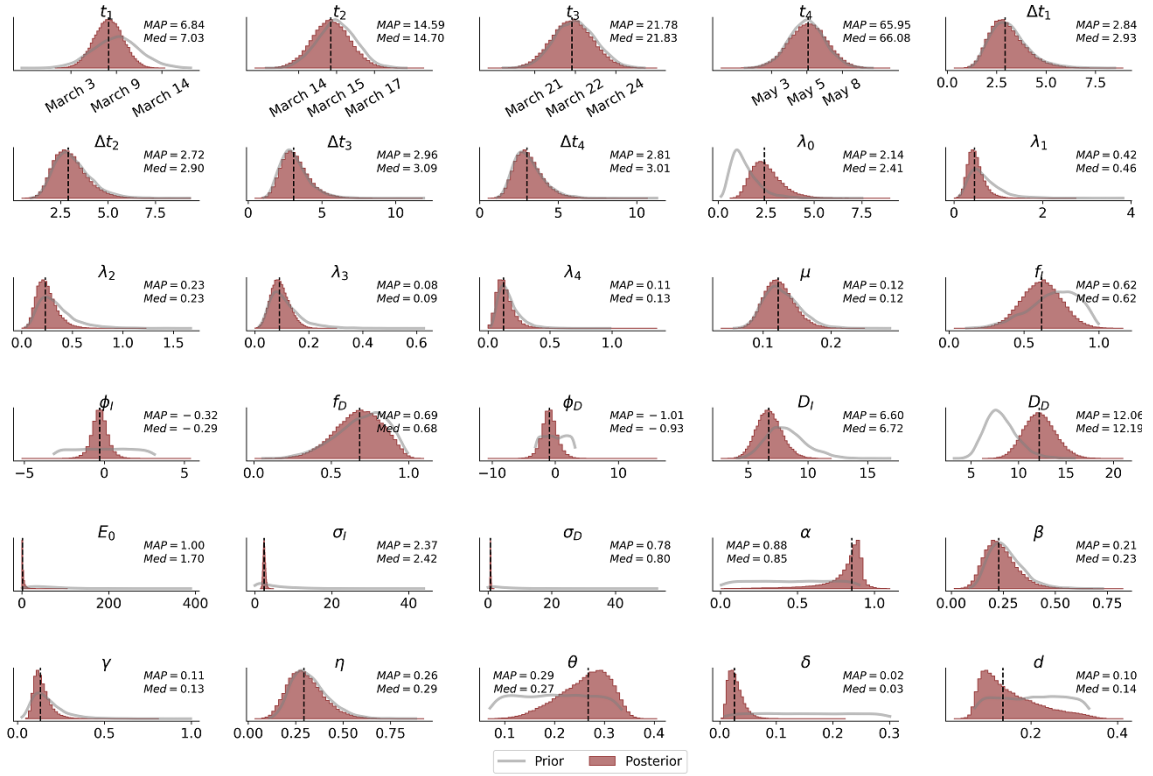 t₁
MAP = 6.84
Med = 7.03
March 3
March 9
March 14
t₂
MAP = 14.59
Med = 14.70
March 14
March 15
March 17
t₃
MAP = 21.78
Med = 21.83
March 21
March 22
March 24
t₄
MAP = 65.95
Med = 66.08
May 3
May 5
May 8
Δt₁
MAP = 2.84
Med = 2.93
0.0 2.5 5.0 7.5
Δt₂
MAP = 2.72
Med = 2.90
2.5 5.0 7.5
Δt₃
MAP = 2.96
Med = 3.09
0 5 10
Δt₄
MAP = 2.81
Med = 3.01
0 5 10
λ₀
MAP = 2.14
Med = 2.41
0.0 2.5 5.0 7.5
λ₁
MAP = 0.42
Med = 0.46
0 2 4
λ₂
MAP = 0.23
Med = 0.23
0.0 0.5 1.0 1.5
λ₃
MAP = 0.08
Med = 0.09
0.0 0.2 0.4 0.6
λ₄
MAP = 0.11
Med = 0.13
0.0 0.5 1.0
μ
MAP = 0.12
Med = 0.12
0.1 0.2
f_I
MAP = 0.62
Med = 0.62
0.0 0.5 1.0
ϕ_I
MAP = − 0.32
Med = − 0.29
−5 0 5
f_D
MAP = 0.69
Med = 0.68
0.0 0.5 1.0
ϕ_D
MAP = − 1.01
Med = − 0.93
−10 0 10
D_I
MAP = 6.60
Med = 6.72
5 10 15
D_D
MAP = 12.06
Med = 12.19
5 10 15 20
E₀
MAP = 1.00
Med = 1.70
0 200 400
σ_I
MAP = 2.37
Med = 2.42
0 20 40
σ_D
MAP = 0.78
Med = 0.80
0 20 40
α
MAP = 0.88
Med = 0.85
0.0 0.5 1.0
β
MAP = 0.21
Med = 0.23
0.00 0.25 0.50 0.75
γ
MAP = 0.11
Med = 0.13
0.0 0.5 1.0
η
MAP = 0.26
Med = 0.29
0.00 0.25 0.50 0.75
θ
MAP = 0.29
Med = 0.27
0.1 0.2 0.3 0.4
δ
MAP = 0.02
Med = 0.03
0.0 0.1 0.2 0.3
d
MAP = 0.10
Med = 0.14
0.2 0.4
Prior Posterior